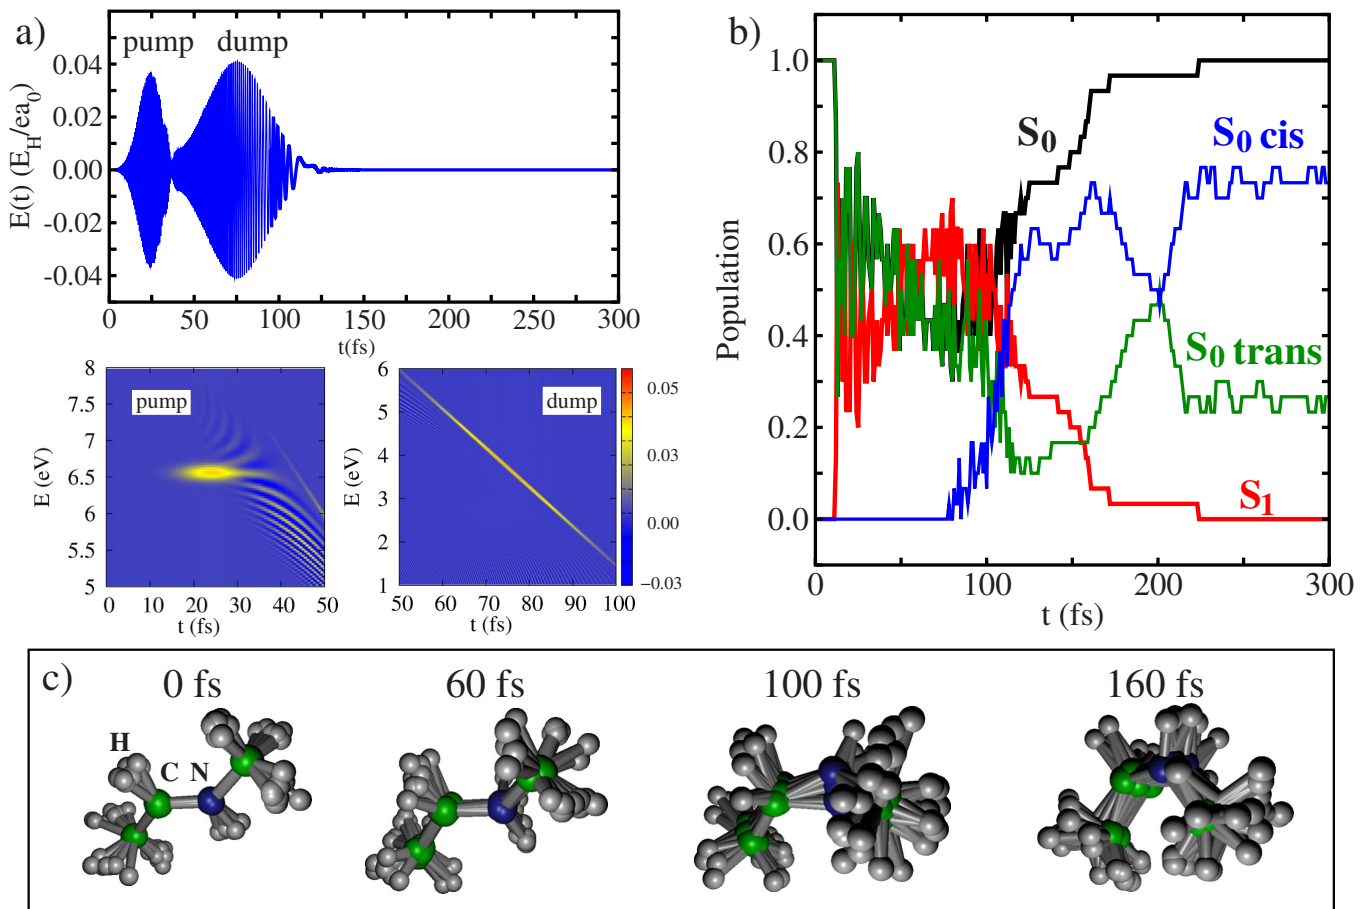 a)
pump
dump
E(t) (E_H/ea_0)
0.04
0.02
0.00
-0.02
-0.04
0 50 100 150 200 250 300
t(fs)
pump
E (eV)
8
7.5
7
6.5
6
5.5
5
0 10 20 30 40 50
t (fs)
dump
E (eV)
6
5
4
3
2
1
50 60 70 80 90 100
t (fs)
0.05
0.03
0.02
0.00
−0.03
b)
Population
1.0
0.8
0.6
0.4
0.2
0.0
S0
S0 cis
S0 trans
S1
0 100 200 300
t (fs)
c)
0 fs
60 fs
100 fs
160 fs
H
C N